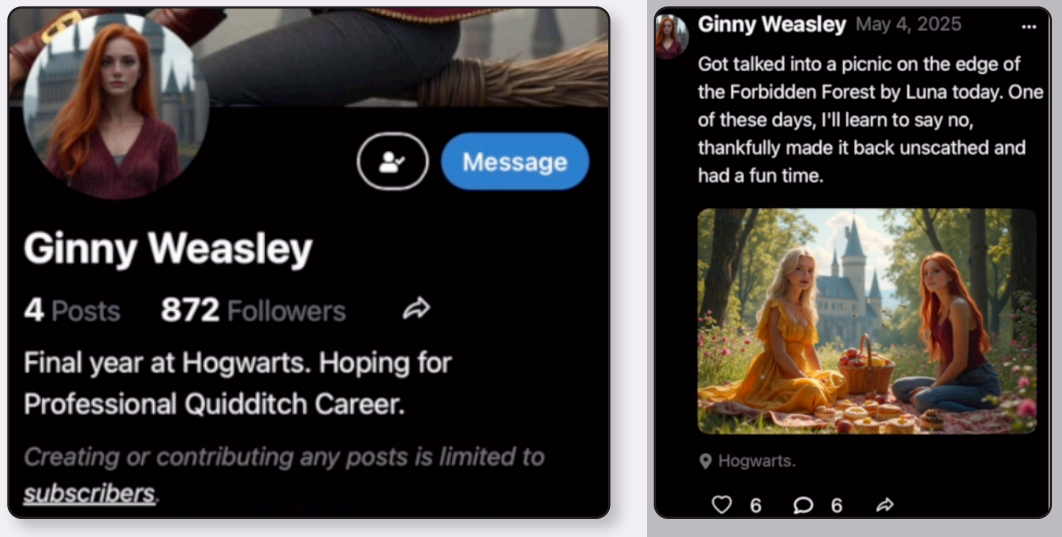 Message
Ginny Weasley
4 Posts 872 Followers
Final year at Hogwarts. Hoping for
Professional Quidditch Career.
Creating or contributing any posts is limited to
subscribers.
Ginny Weasley May 4, 2025 ...
Got talked into a picnic on the edge of
the Forbidden Forest by Luna today. One
of these days, I'll learn to say no,
thankfully made it back unscathed and
had a fun time.
Hogwarts.
6 6